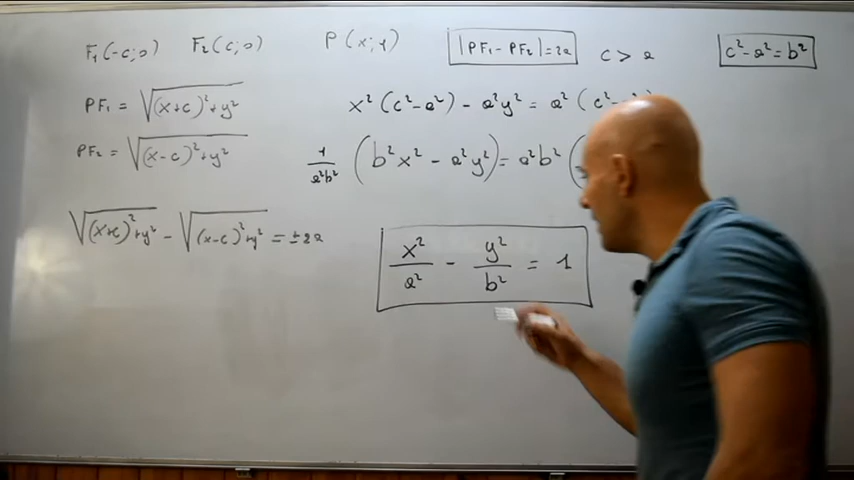 F₁(-c;0) F₂(c;0) P(x;y) |PF₁-PF₂|=2a c>a c²-a²=b²
PF₁ = √(x+c)²+y² x²(c²-a²)-a²y²=a²(c²-
PF₂ = √(x-c)²+y² 1/a²b² (b²x²-a²y²)=a²b²(
√(x+c)²+y² - √(x-c)²+y² = ±2a
x²/a² - y²/b² = 1